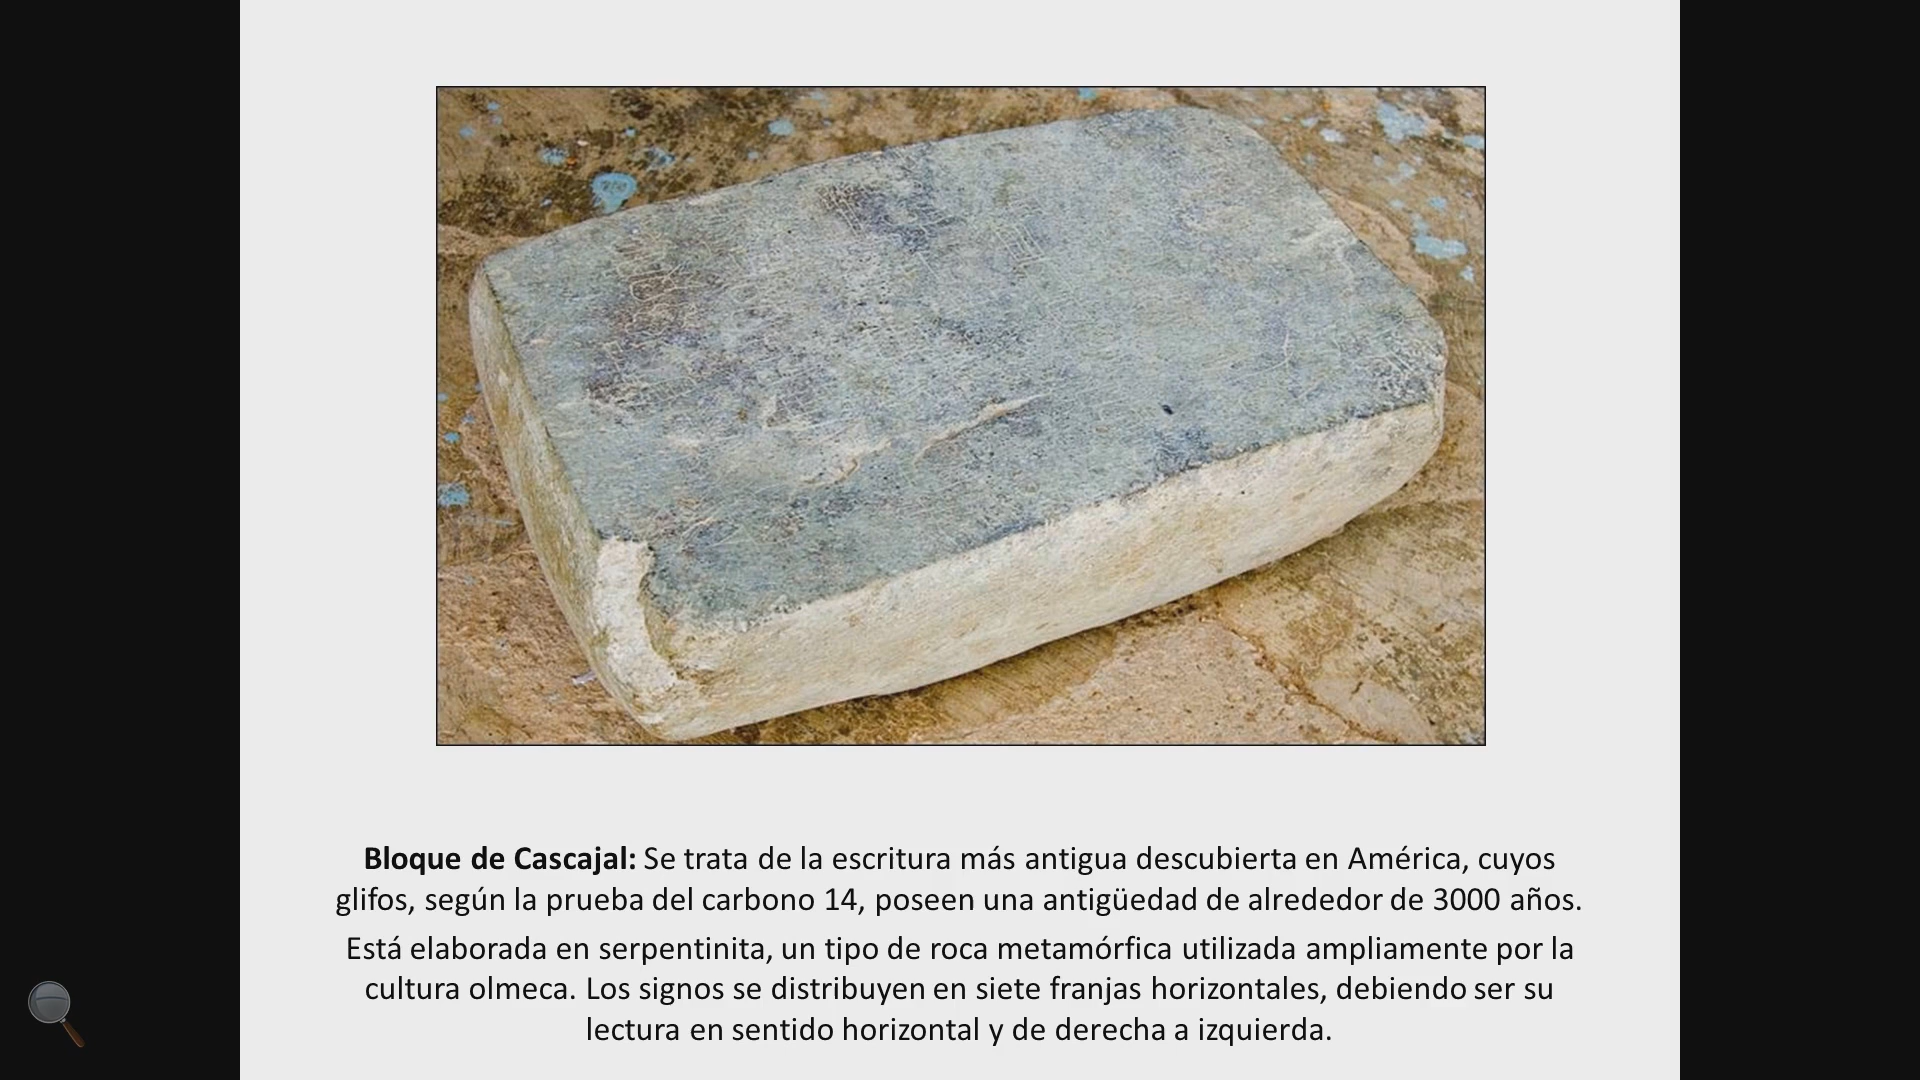 Bloque de Cascajal: Se trata de la escritura más antigua descubierta en América, cuyos
glifos, según la prueba del carbono 14, poseen una antigüedad de alrededor de 3000 años.
Está elaborada en serpentinita, un tipo de roca metamórfica utilizada ampliamente por la
cultura olmeca. Los signos se distribuyen en siete franjas horizontales, debiendo ser su
lectura en sentido horizontal y de derecha a izquierda.